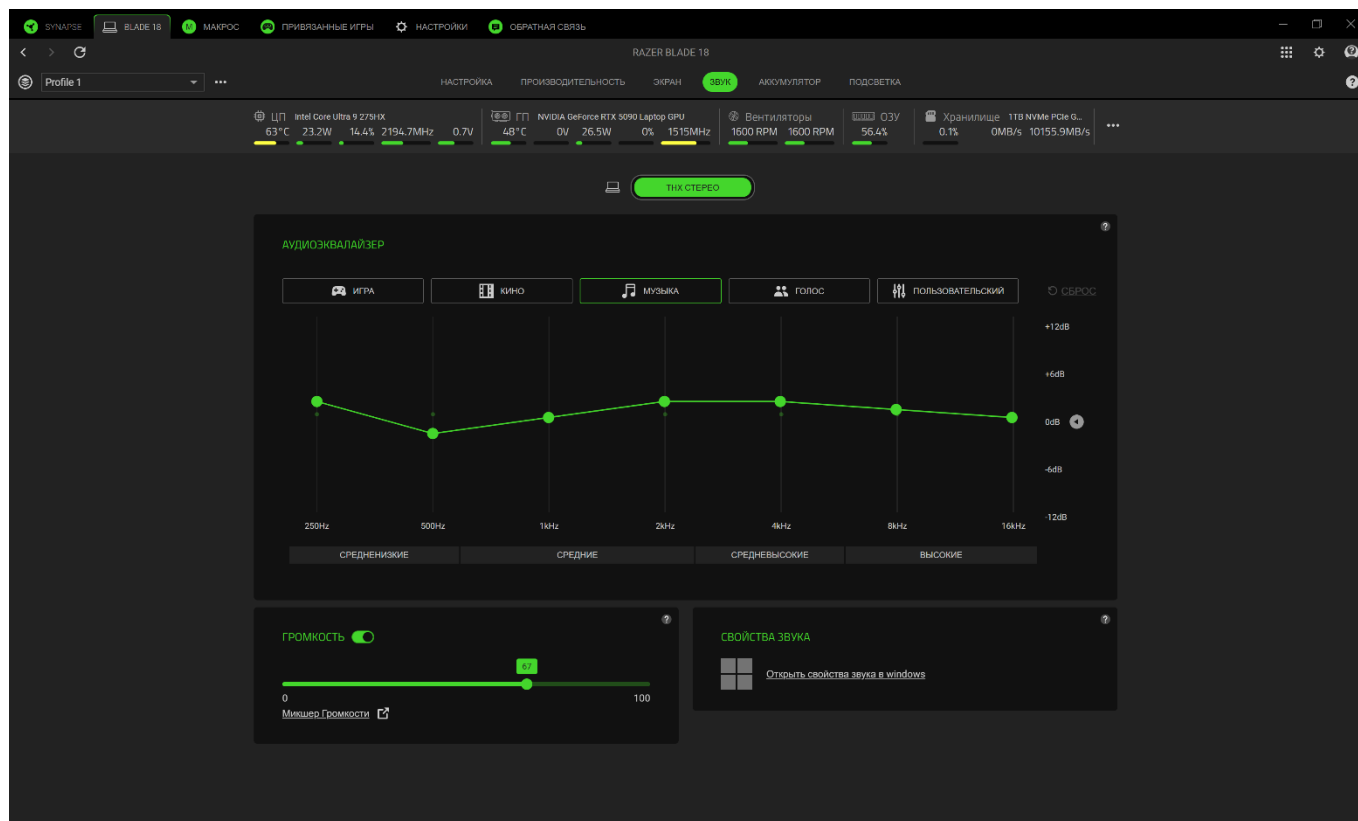 SYNAPSE BLADE 18 МАКРОС ПРИВЯЗАННЫЕ ИГРЫ НАСТРОЙКИ ОБРАТНАЯ СВЯЗЬ
RAZER BLADE 18
Profile 1 НАСТРОЙКА ПРОИЗВОДИТЕЛЬНОСТЬ ЭКРАН ЗВУК АККУМУЛЯТОР ПОДСВЕТКА
ЦП Intel Core Ultra 9 275HX ГП NVIDIA GeForce RTX 5090 Laptop GPU Вентиляторы ОЗУ Хранилище 1TB NVMe PCIe G...
63°C 23.2W 14.4% 2194.7MHz 0.7V 48°C 0V 26.5W 0% 1515MHz 1600 RPM 1600 RPM 56.4% 0.1% 0MB/s 10155.9MB/s
THX СТЕРЕО
АУДИОЭКВАЛАЙЗЕР
ИГРА КИНО МУЗЫКА ГОЛОС ПОЛЬЗОВАТЕЛЬСКИЙ СБРОС
+12dB
+6dB
0dB
-6dB
-12dB
250Hz 500Hz 1kHz 2kHz 4kHz 8kHz 16kHz
СРЕДНЕНИЗКИЕ СРЕДНИЕ СРЕДНЕВЫСОКИЕ ВЫСОКИЕ
ГРОМКОСТЬ
67
0 100
Микшер Громкости
СВОЙСТВА ЗВУКА
Открыть свойства звука в windows